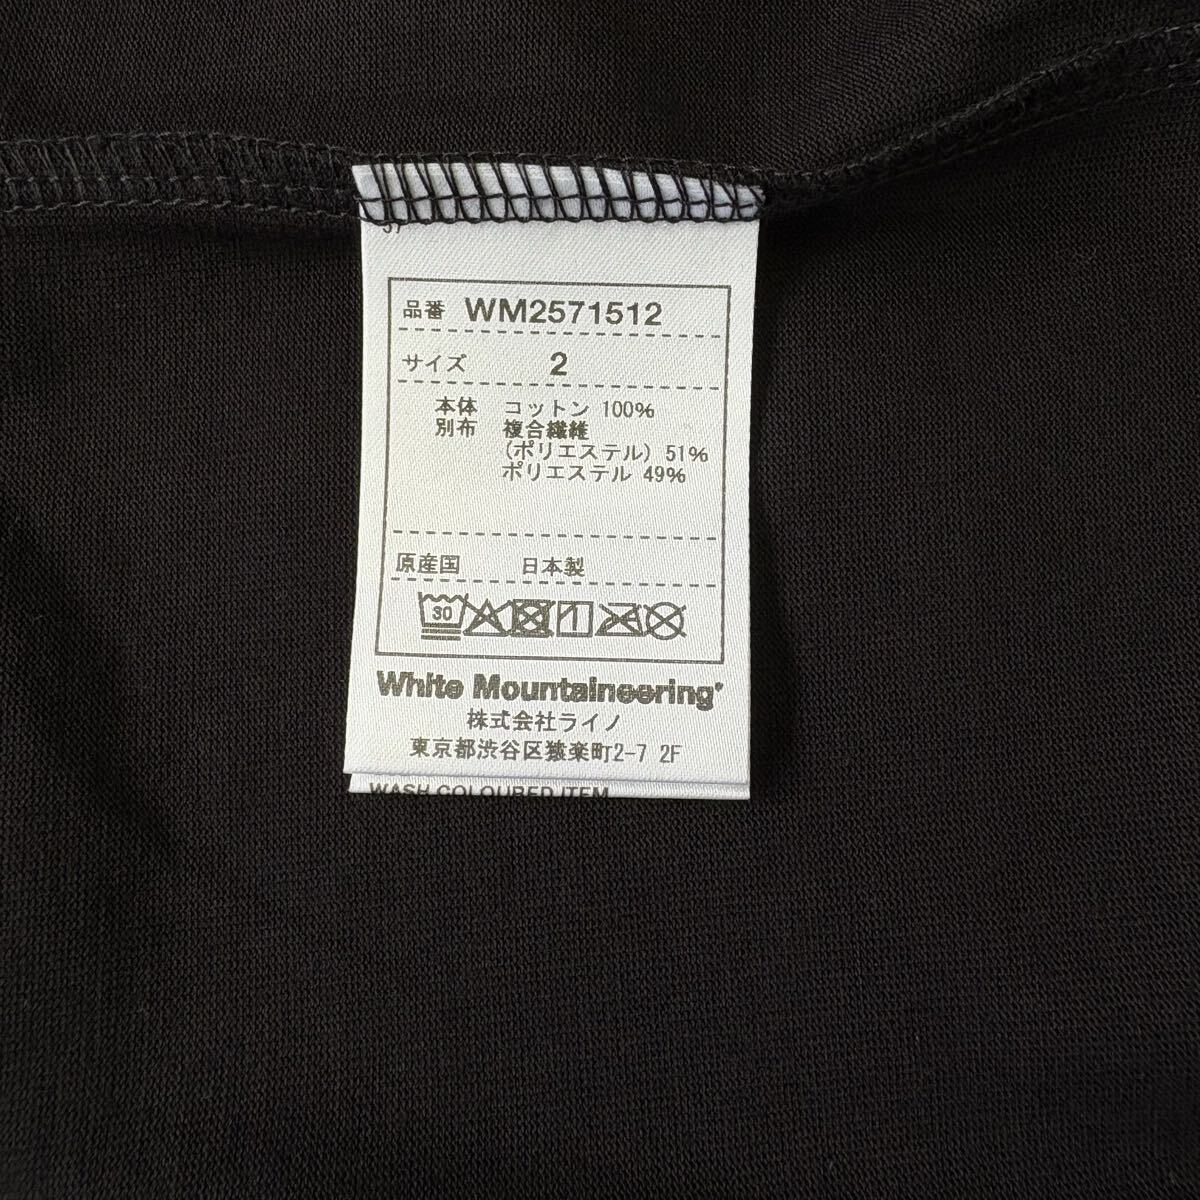 品番 WM2571512
サイズ 2
本体 コットン 100%
別布 複合繊維
(ポリエステル) 51%
ポリエステル 49%
原産国 日本製
30
White Mountaineering®
株式会社ライノ
東京都渋谷区猿楽町2-7 2F
WASH COLOURED ITEM